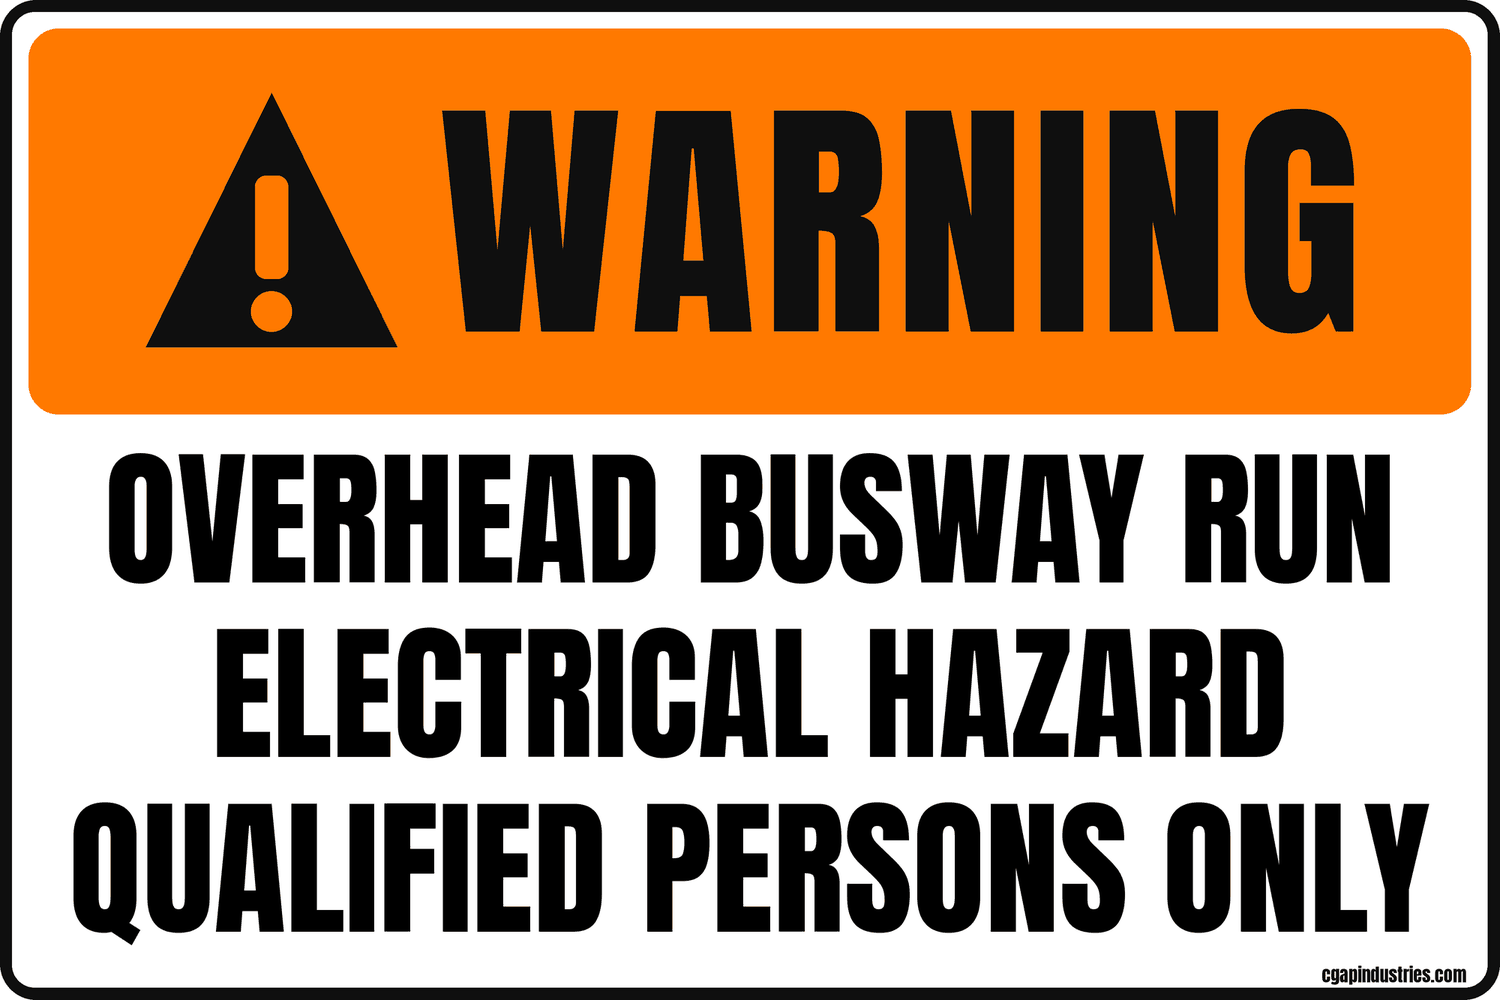 WARNING
OVERHEAD BUSWAY RUN
ELECTRICAL HAZARD
QUALIFIED PERSONS ONLY
cgapindustries.com